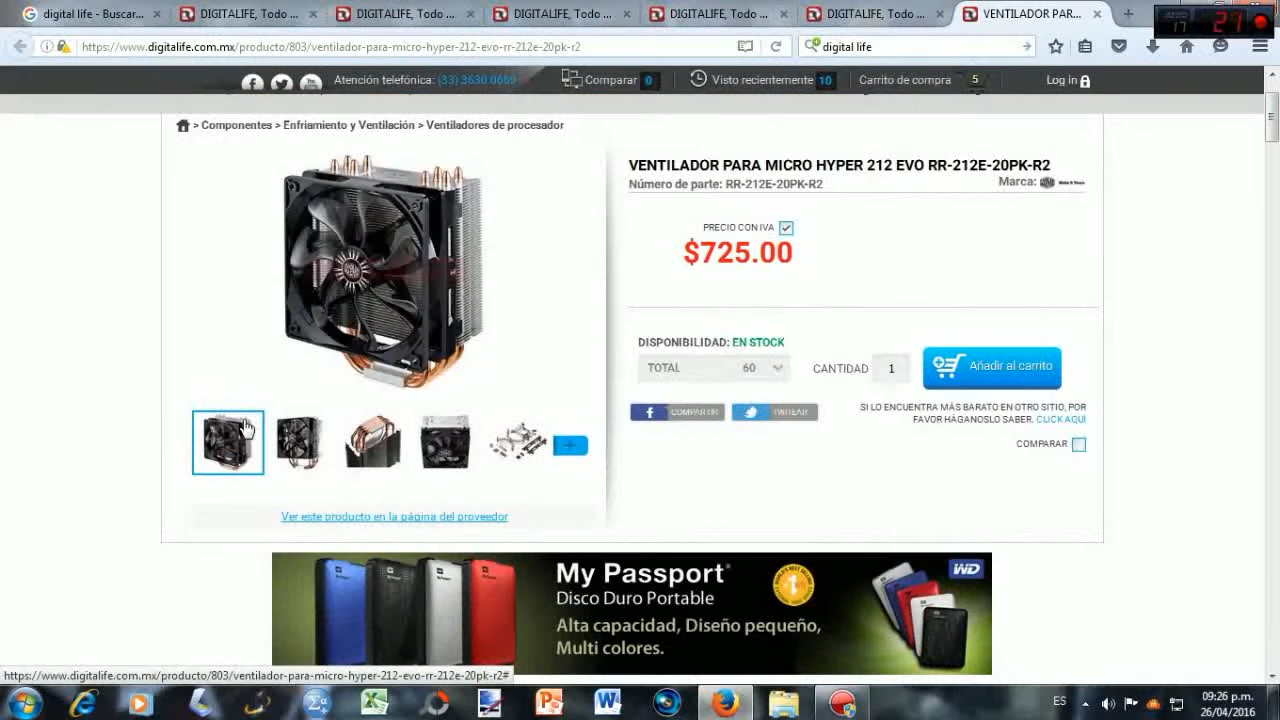 digital life - Buscar...
DIGITALIFE, Todo ...
DIGITALIFE, Todo ...
DIGITALIFE, Todo ...
DIGITALIFE, Todo ...
DIGITALIFE, Todo ...
VENTILADOR PAR...
17
27
https://www.digitalife.com.mx/producto/803/ventilador-para-micro-hyper-212-evo-rr-212e-20pk-r2
digital life
Atención telefónica: (33) 3630 0669
Comparar 0
Visto recientemente 10
Carrito de compra 5
Log in
> Componentes > Enfriamiento y Ventilación > Ventiladores de procesador
VENTILADOR PARA MICRO HYPER 212 EVO RR-212E-20PK-R2
Número de parte: RR-212E-20PK-R2
Marca:
PRECIO CON IVA
$725.00
DISPONIBILIDAD: EN STOCK
TOTAL 60
CANTIDAD 1
Añadir al carrito
COMPARTIR
TWITEAR
SI LO ENCUENTRA MÁS BARATO EN OTRO SITIO, POR
FAVOR HÁGANOSLO SABER. CLICK AQUÍ
COMPARAR
Ver este producto en la página del proveedor
My Passport
Disco Duro Portable
Alta capacidad, Diseño pequeño,
Multi colores.
WD
https://www.digitalife.com.mx/producto/803/ventilador-para-micro-hyper-212-evo-rr-212e-20pk-r2#
ES
09:26 p.m.
26/04/2016